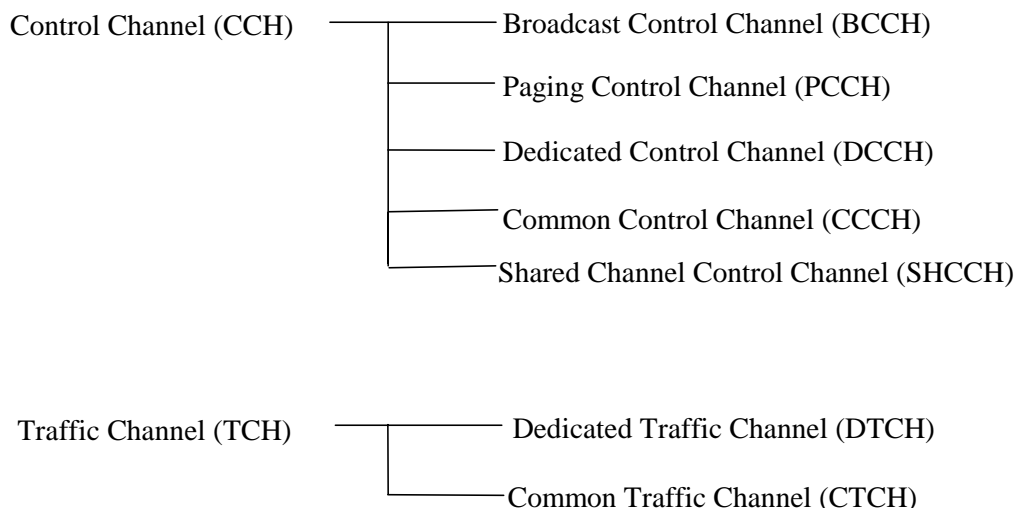 Control Channel (CCH)
Broadcast Control Channel (BCCH)
Paging Control Channel (PCCH)
Dedicated Control Channel (DCCH)
Common Control Channel (CCCH)
Shared Channel Control Channel (SHCCH)
Traffic Channel (TCH)
Dedicated Traffic Channel (DTCH)
Common Traffic Channel (CTCH)